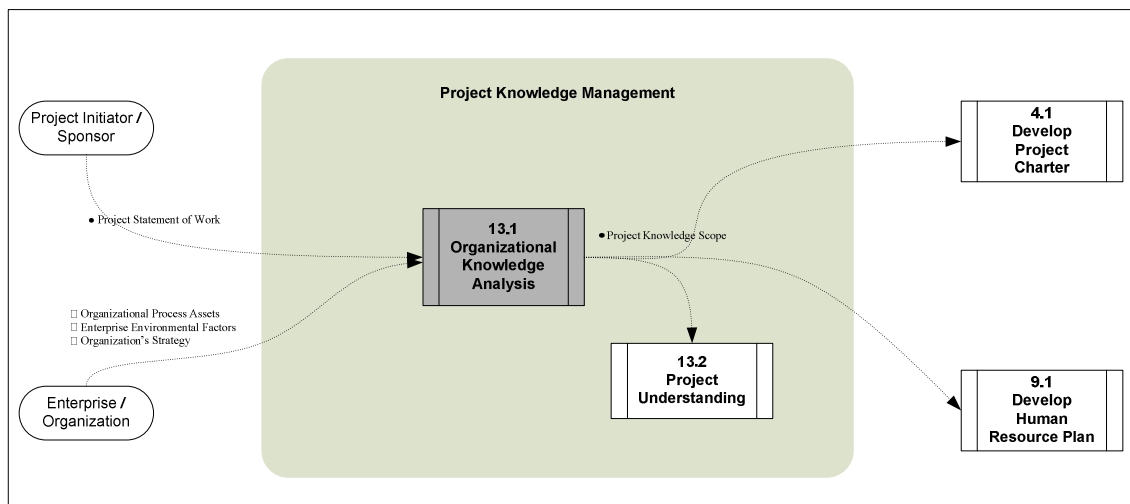 Project Knowledge Management
Project Initiator /
Sponsor
● Project Statement of Work
□ Organizational Process Assets
□ Enterprise Environmental Factors
□ Organization's Strategy
Enterprise /
Organization
13.1
Organizational
Knowledge
Analysis
● Project Knowledge Scope
13.2
Project
Understanding
4.1
Develop
Project
Charter
9.1
Develop
Human
Resource Plan